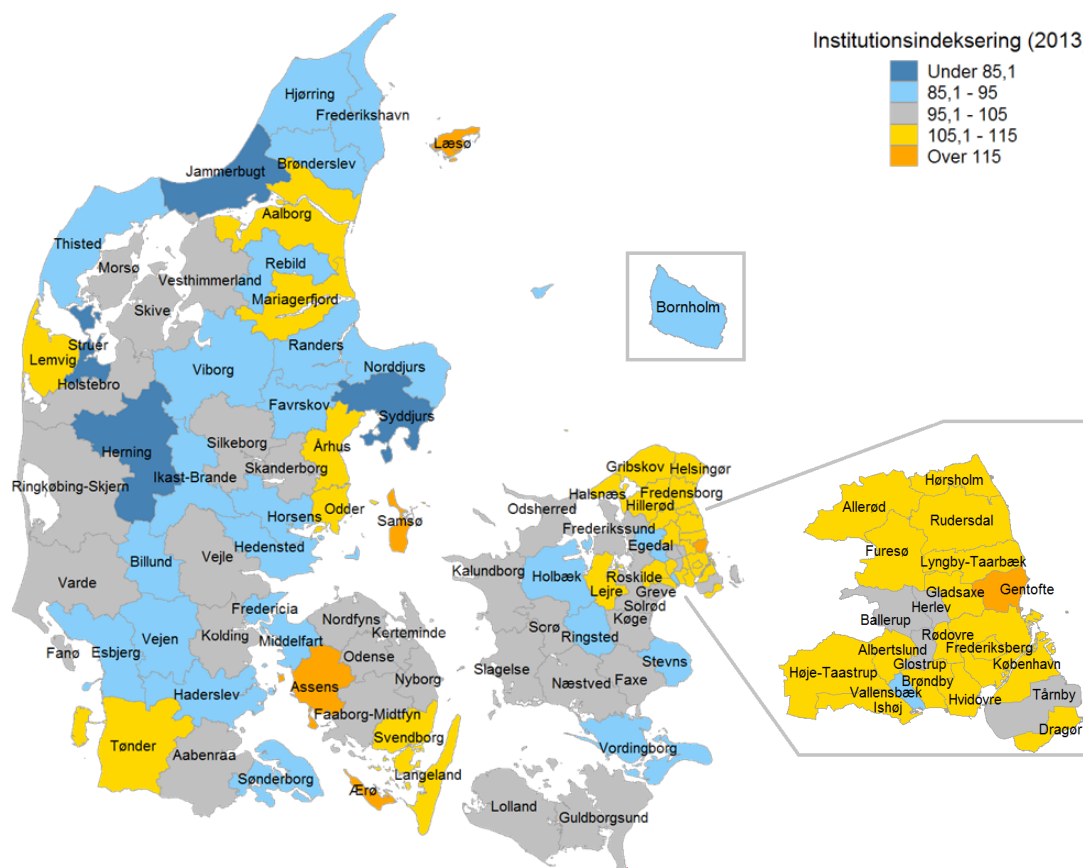 Institutionsindeksering (2013
Under 85,1
85,1 - 95
95,1 - 105
105,1 - 115
Over 115
Hjørring
Frederikshavn
Læsø
Brønderslev
Jammerbugt
Aalborg
Thisted
Rebild
Morsø
Vesthimmerland
Mariagerfjord
Skive
Bornholm
Struer
Randers
Lemvig
Viborg
Norddjurs
Holstebro
Favrskov
Syddjurs
Silkeborg
Århus
Herning
Skanderborg
Ikast-Brande
Ringkøbing-Skjern
Odder
Horsens
Samsø
Hedensted
Vejle
Billund
Varde
Fredericia
Middelfart
Nordfyns
Kerteminde
Kolding
Vejen
Fanø
Esbjerg
Odense
Nyborg
Assens
Haderslev
Faaborg-Midtfyn
Svendborg
Tønder
Aabenraa
Langeland
Sønderborg
Ærø
Gribskov
Helsingør
Halsnæs
Fredensborg
Hillerød
Odsherred
Frederikssund
Egedal
Kalundborg
Holbæk
Roskilde
Lejre
Greve
Solrød
Køge
Sorø
Ringsted
Stevns
Slagelse
Næstved
Faxe
Vordingborg
Lolland
Guldborgsund
Hørsholm
Allerød
Rudersdal
Furesø
Lyngby-Taarbæk
Gladsaxe
Gentofte
Herlev
Ballerup
Rødovre
Albertslund
Frederiksberg
Glostrup
København
Høje-Taastrup
Brøndby
Vallensbæk
Hvidovre
Ishøj
Tårnby
Dragør